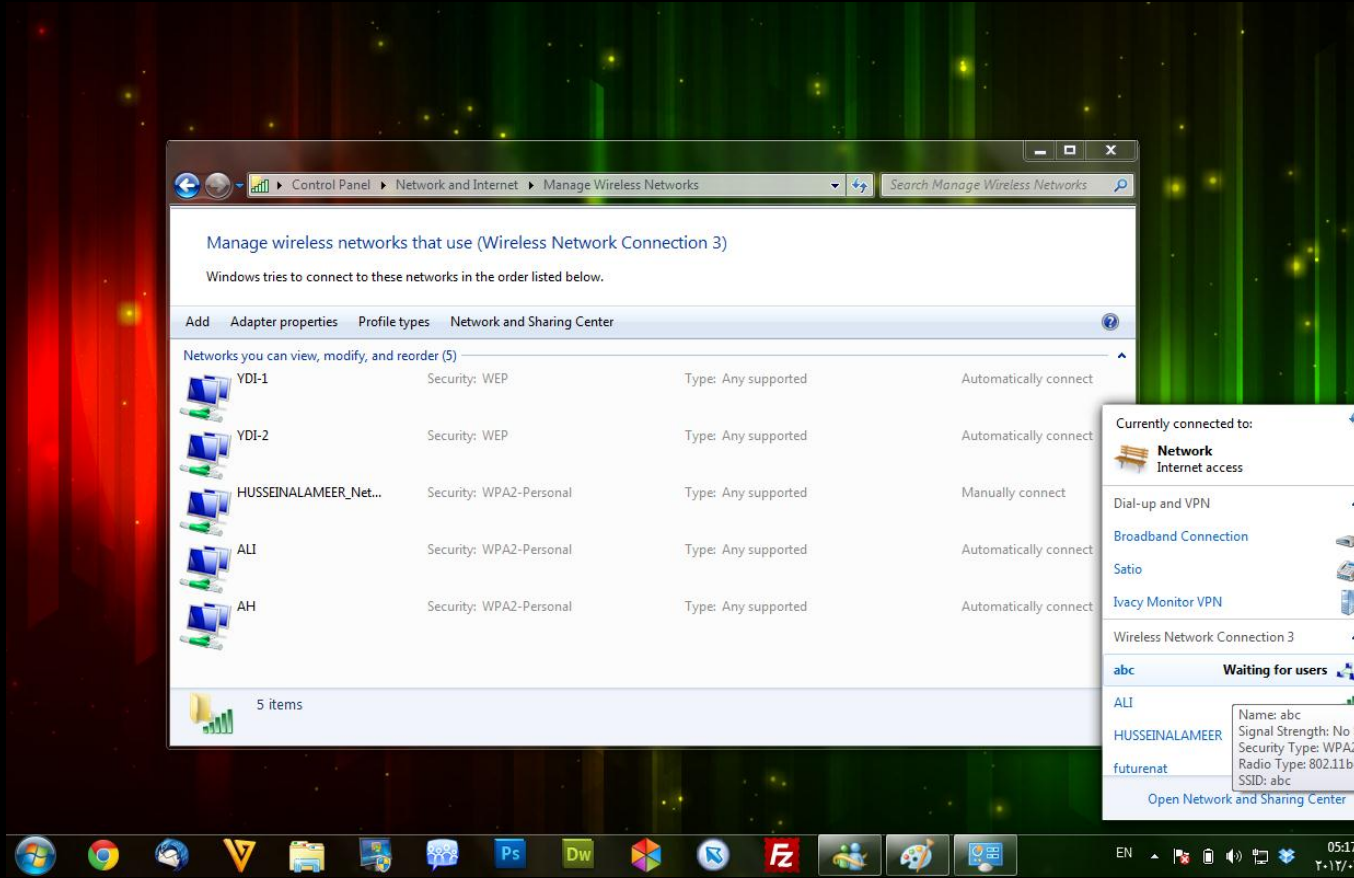 Control Panel Network and Internet Manage Wireless Networks
Search Manage Wireless Networks
Manage wireless networks that use (Wireless Network Connection 3)
Windows tries to connect to these networks in the order listed below.
Add Adapter properties Profile types Network and Sharing Center
Networks you can view, modify, and reorder (5)
YDI-1 Security: WEP Type: Any supported Automatically connect
YDI-2 Security: WEP Type: Any supported Automatically connect
HUSSEINALAMEER_Net... Security: WPA2-Personal Type: Any supported Manually connect
ALI Security: WPA2-Personal Type: Any supported Automatically connect
AH Security: WPA2-Personal Type: Any supported Automatically connect
5 items
Currently connected to:
Network
Internet access
Dial-up and VPN
Broadband Connection
Satio
Ivacy Monitor VPN
Wireless Network Connection 3
abc Waiting for users
ALI
HUSSEINALAMEER
futurenat
Name: abc
Signal Strength: No
Security Type: WPA2
Radio Type: 802.11b
SSID: abc
Open Network and Sharing Center
Ps
Dw
Fz
EN
05:17